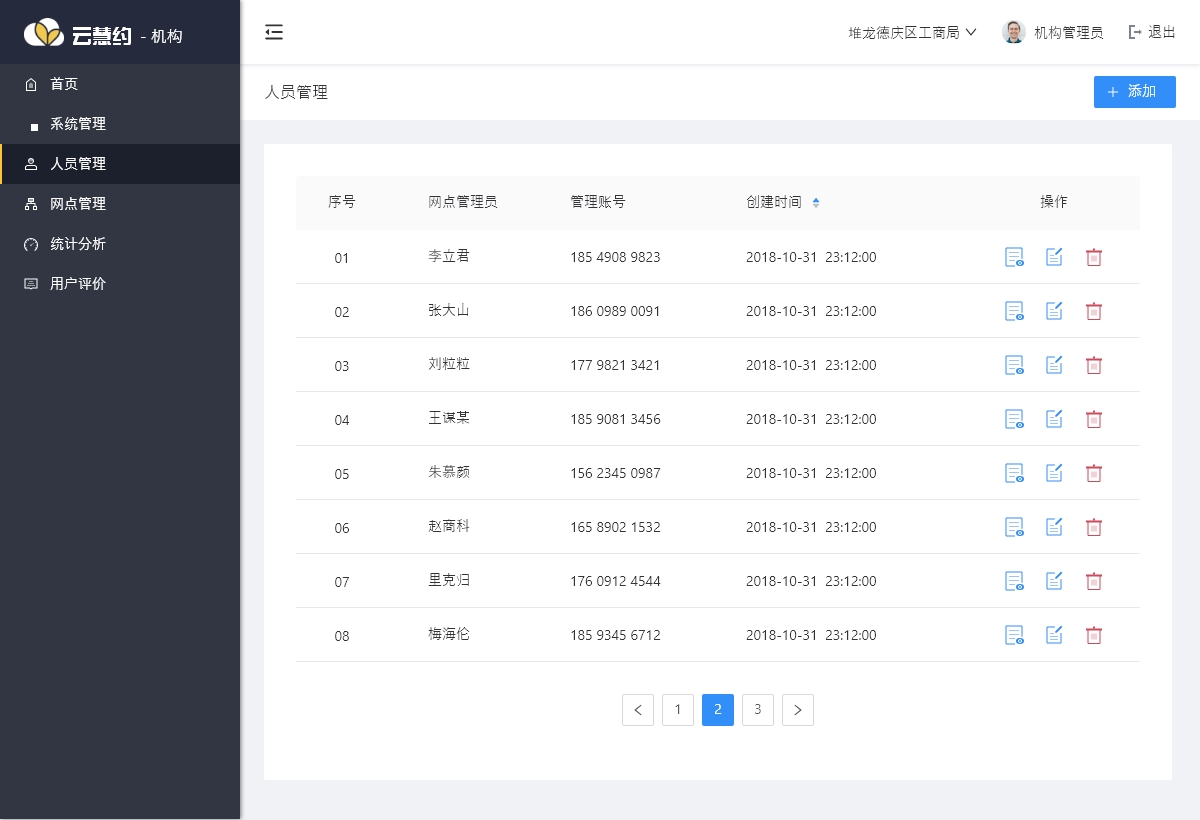 云慧约 - 机构
堆龙德庆区工商局 机构管理员 退出
首页
系统管理
人员管理
网点管理
统计分析
用户评价
人员管理
+ 添加
序号 网点管理员 管理账号 创建时间 操作
01 李立君 185 4908 9823 2018-10-31 23:12:00
02 张大山 186 0989 0091 2018-10-31 23:12:00
03 刘粒粒 177 9821 3421 2018-10-31 23:12:00
04 王谋某 185 9081 3456 2018-10-31 23:12:00
05 朱慕颜 156 2345 0987 2018-10-31 23:12:00
06 赵商科 165 8902 1532 2018-10-31 23:12:00
07 里克归 176 0912 4544 2018-10-31 23:12:00
08 梅海伦 185 9345 6712 2018-10-31 23:12:00
< 1 2 3 >